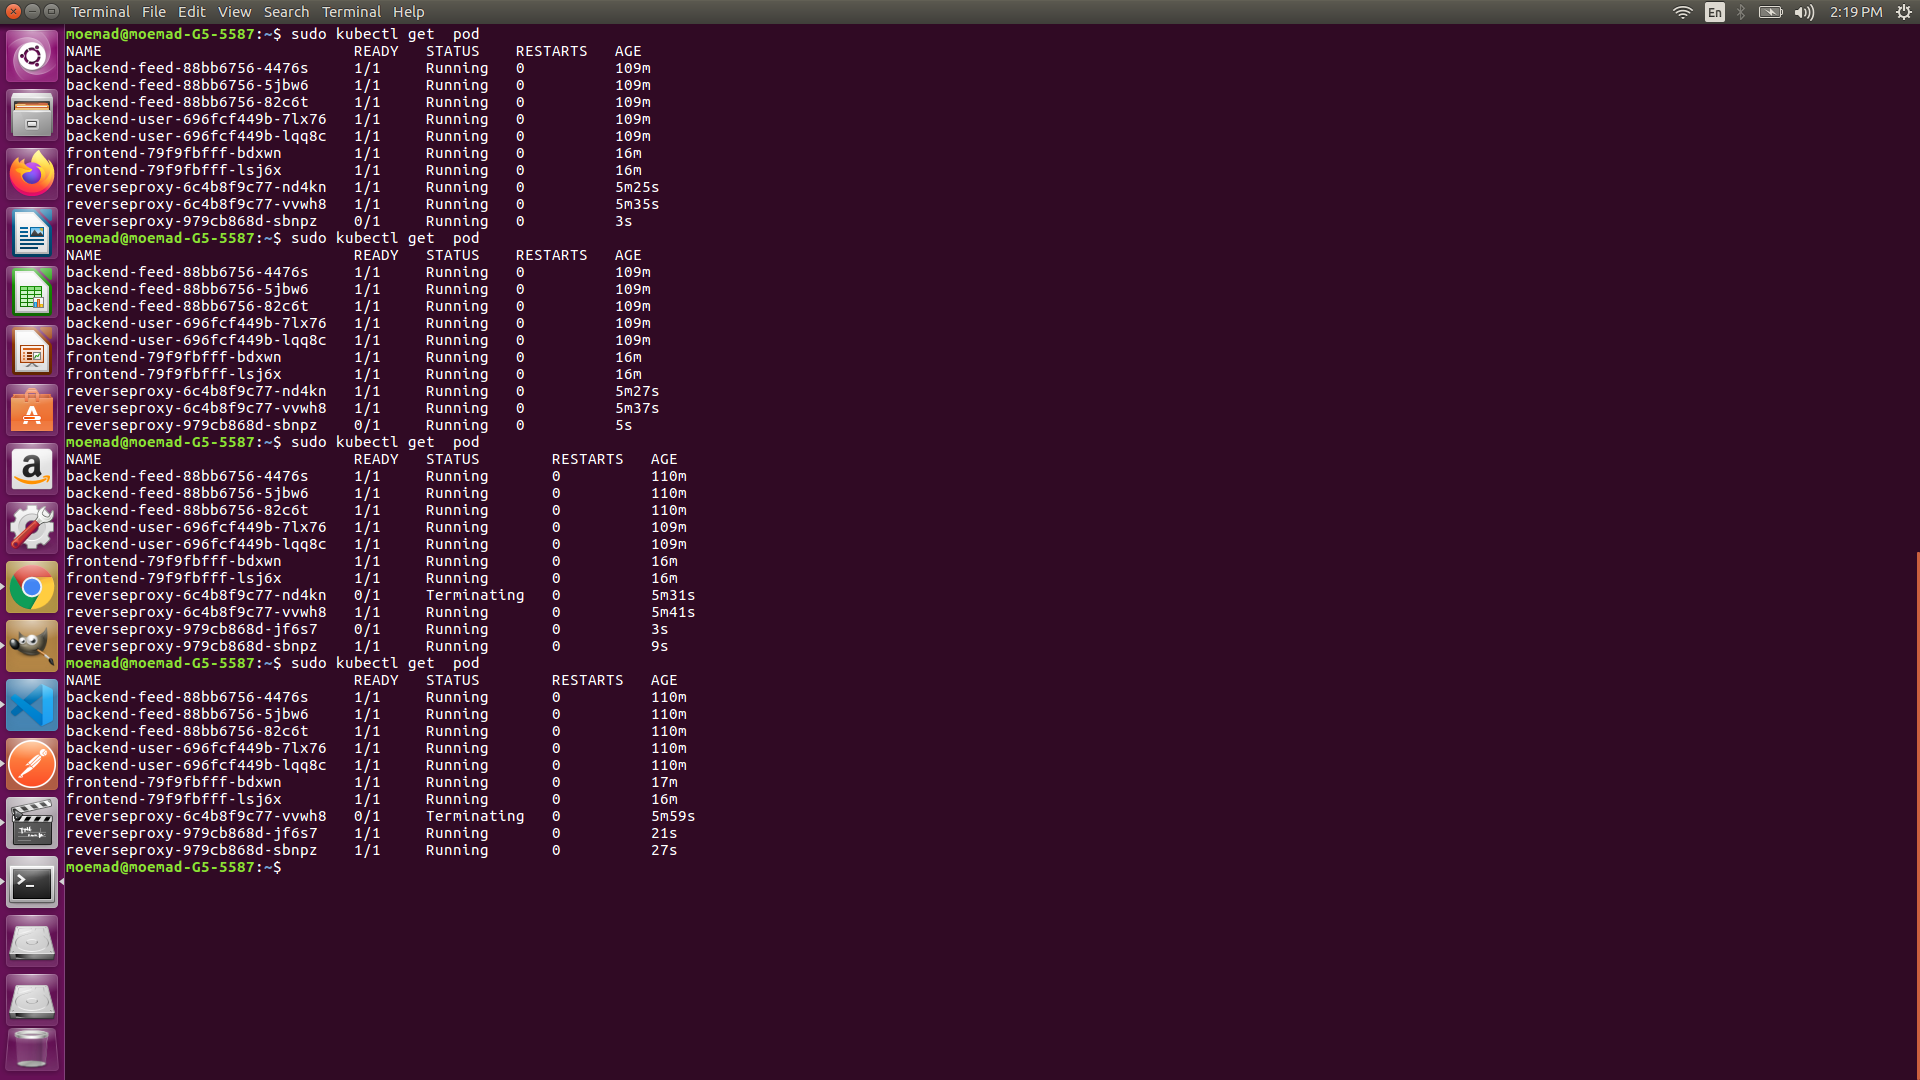 Terminal File Edit View Search Terminal Help En 2:19 PM
moemad@moemad-G5-5587:~$ sudo kubectl get  pod
NAME READY STATUS RESTARTS AGE
backend-feed-88bb6756-4476s 1/1 Running 0 109m
backend-feed-88bb6756-5jbw6 1/1 Running 0 109m
backend-feed-88bb6756-82c6t 1/1 Running 0 109m
backend-user-696fcf449b-7lx76 1/1 Running 0 109m
backend-user-696fcf449b-lqq8c 1/1 Running 0 109m
frontend-79f9fbfff-bdxwn 1/1 Running 0 16m
frontend-79f9fbfff-lsj6x 1/1 Running 0 16m
reverseproxy-6c4b8f9c77-nd4kn 1/1 Running 0 5m25s
reverseproxy-6c4b8f9c77-vvwh8 1/1 Running 0 5m35s
reverseproxy-979cb868d-sbnpz 0/1 Running 0 3s
moemad@moemad-G5-5587:~$ sudo kubectl get  pod
NAME READY STATUS RESTARTS AGE
backend-feed-88bb6756-4476s 1/1 Running 0 109m
backend-feed-88bb6756-5jbw6 1/1 Running 0 109m
backend-feed-88bb6756-82c6t 1/1 Running 0 109m
backend-user-696fcf449b-7lx76 1/1 Running 0 109m
backend-user-696fcf449b-lqq8c 1/1 Running 0 109m
frontend-79f9fbfff-bdxwn 1/1 Running 0 16m
frontend-79f9fbfff-lsj6x 1/1 Running 0 16m
reverseproxy-6c4b8f9c77-nd4kn 1/1 Running 0 5m27s
reverseproxy-6c4b8f9c77-vvwh8 1/1 Running 0 5m37s
reverseproxy-979cb868d-sbnpz 0/1 Running 0 5s
moemad@moemad-G5-5587:~$ sudo kubectl get  pod
NAME READY STATUS RESTARTS AGE
backend-feed-88bb6756-4476s 1/1 Running 0 110m
backend-feed-88bb6756-5jbw6 1/1 Running 0 110m
backend-feed-88bb6756-82c6t 1/1 Running 0 110m
backend-user-696fcf449b-7lx76 1/1 Running 0 109m
backend-user-696fcf449b-lqq8c 1/1 Running 0 109m
frontend-79f9fbfff-bdxwn 1/1 Running 0 16m
frontend-79f9fbfff-lsj6x 1/1 Running 0 16m
reverseproxy-6c4b8f9c77-nd4kn 0/1 Terminating 0 5m31s
reverseproxy-6c4b8f9c77-vvwh8 1/1 Running 0 5m41s
reverseproxy-979cb868d-jf6s7 0/1 Running 0 3s
reverseproxy-979cb868d-sbnpz 1/1 Running 0 9s
moemad@moemad-G5-5587:~$ sudo kubectl get  pod
NAME READY STATUS RESTARTS AGE
backend-feed-88bb6756-4476s 1/1 Running 0 110m
backend-feed-88bb6756-5jbw6 1/1 Running 0 110m
backend-feed-88bb6756-82c6t 1/1 Running 0 110m
backend-user-696fcf449b-7lx76 1/1 Running 0 110m
backend-user-696fcf449b-lqq8c 1/1 Running 0 110m
frontend-79f9fbfff-bdxwn 1/1 Running 0 17m
frontend-79f9fbfff-lsj6x 1/1 Running 0 16m
reverseproxy-6c4b8f9c77-vvwh8 0/1 Terminating 0 5m59s
reverseproxy-979cb868d-jf6s7 1/1 Running 0 21s
reverseproxy-979cb868d-sbnpz 1/1 Running 0 27s
moemad@moemad-G5-5587:~$